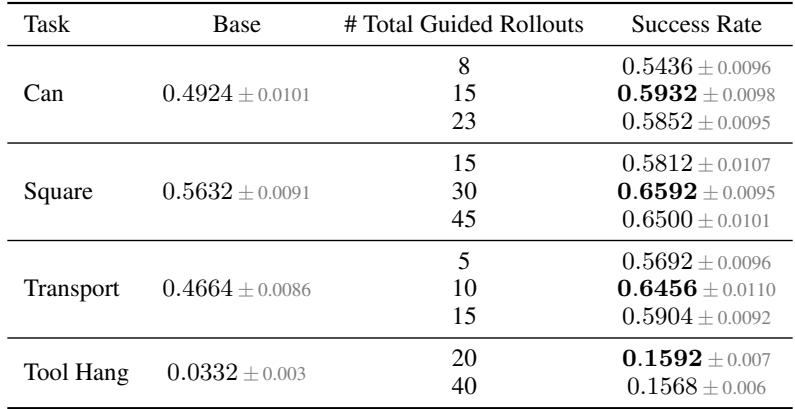 Task Base # Total Guided Rollouts Success Rate
8 0.5436 ± 0.0096
Can 0.4924 ± 0.0101 15 0.5932 ± 0.0098
23 0.5852 ± 0.0095
15 0.5812 ± 0.0107
Square 0.5632 ± 0.0091 30 0.6592 ± 0.0095
45 0.6500 ± 0.0101
5 0.5692 ± 0.0096
Transport 0.4664 ± 0.0086 10 0.6456 ± 0.0110
15 0.5904 ± 0.0092
20 0.1592 ± 0.007
Tool Hang 0.0332 ± 0.003
40 0.1568 ± 0.006